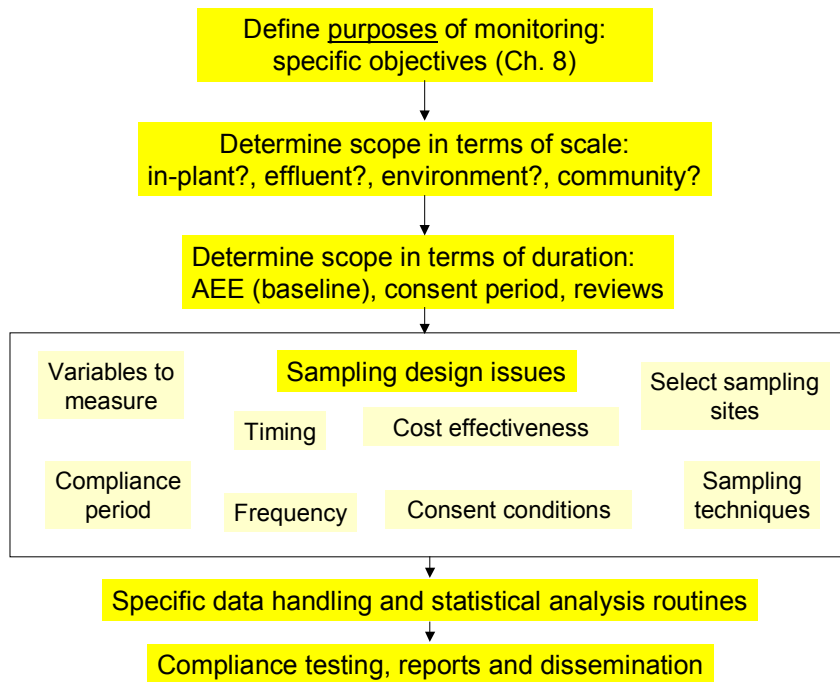 Define purposes of monitoring:
specific objectives (Ch. 8)
Determine scope in terms of scale:
in-plant?, effluent?, environment?, community?
Determine scope in terms of duration:
AEE (baseline), consent period, reviews
Sampling design issues
Variables to
measure
Timing
Cost effectiveness
Select sampling
sites
Compliance
period
Frequency
Consent conditions
Sampling
techniques
Specific data handling and statistical analysis routines
Compliance testing, reports and dissemination